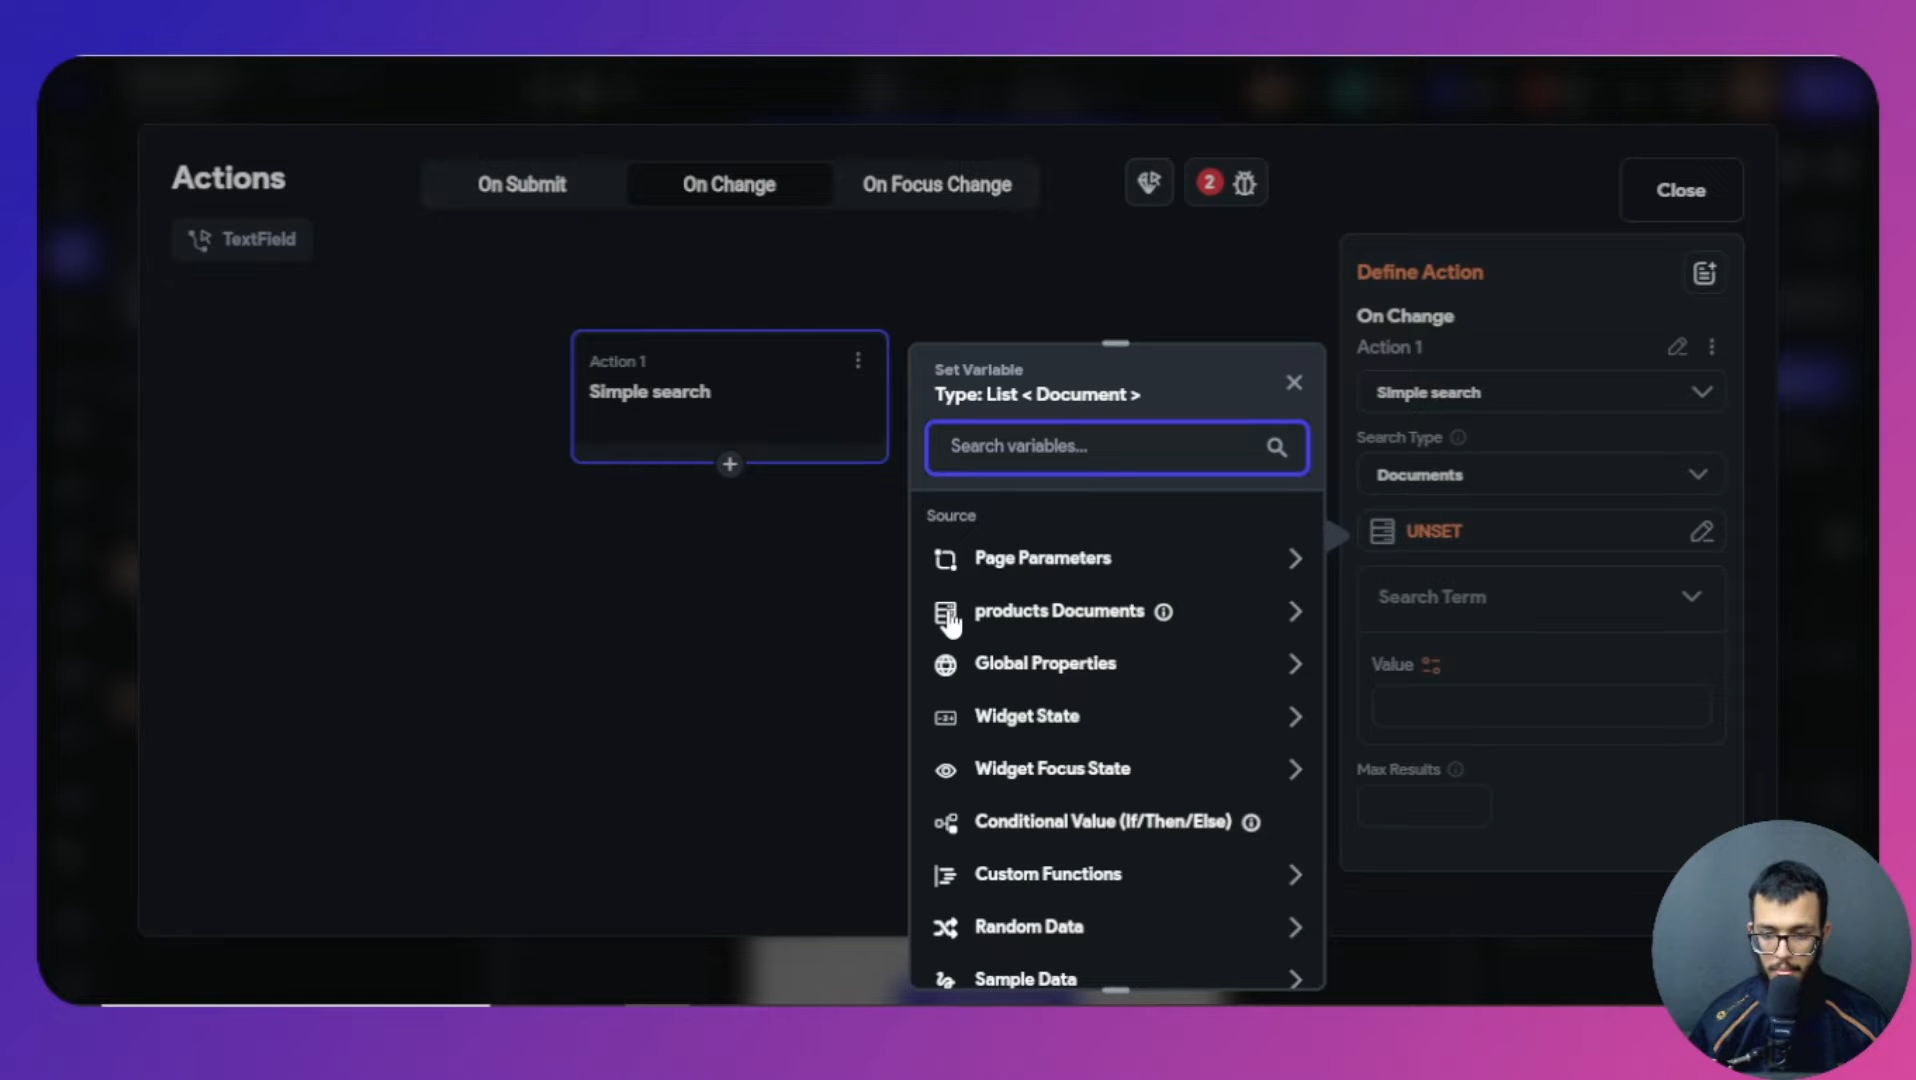 Actions
On Submit
On Change
On Focus Change
2
Close
TextField
Define Action
On Change
Action 1
Simple search
Search Type
Documents
UNSET
Search Term
Value
Max Results
Action 1
Simple search
Set Variable
Type: List < Document >
Search variables...
Source
Page Parameters
products Documents
Global Properties
Widget State
Widget Focus State
Conditional Value (If/Then/Else)
Custom Functions
Random Data
Sample Data